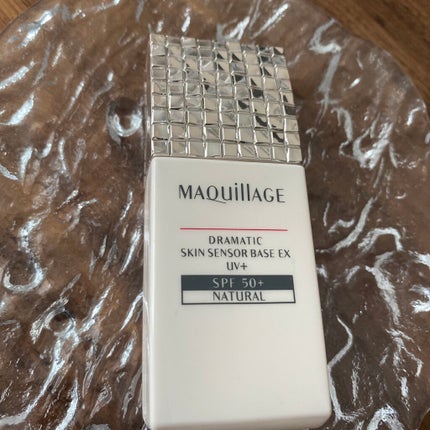 MAQuillAGE
DRAMATIC
SKIN SENSOR BASE EX
UV+
SPF 50+
NATURAL